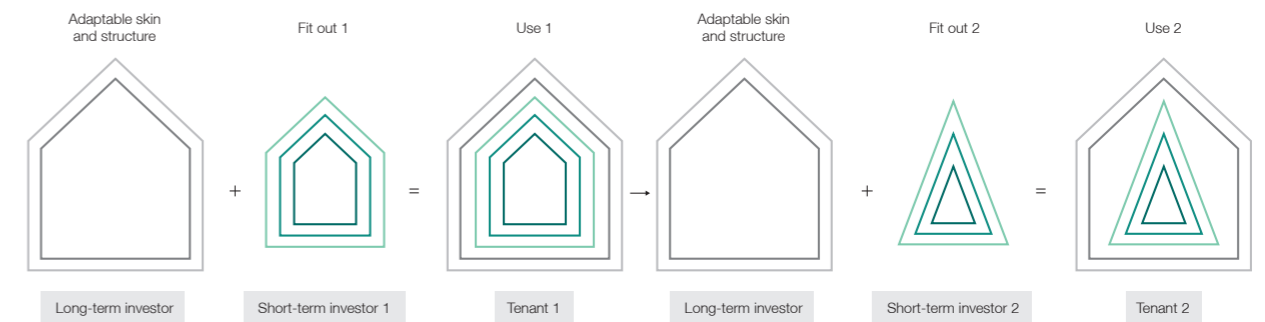 Adaptable skin
and structure
Fit out 1
Use 1
Adaptable skin
and structure
Fit out 2
Use 2
+
=
→
+
=
Long-term investor
Short-term investor 1
Tenant 1
Long-term investor
Short-term investor 2
Tenant 2